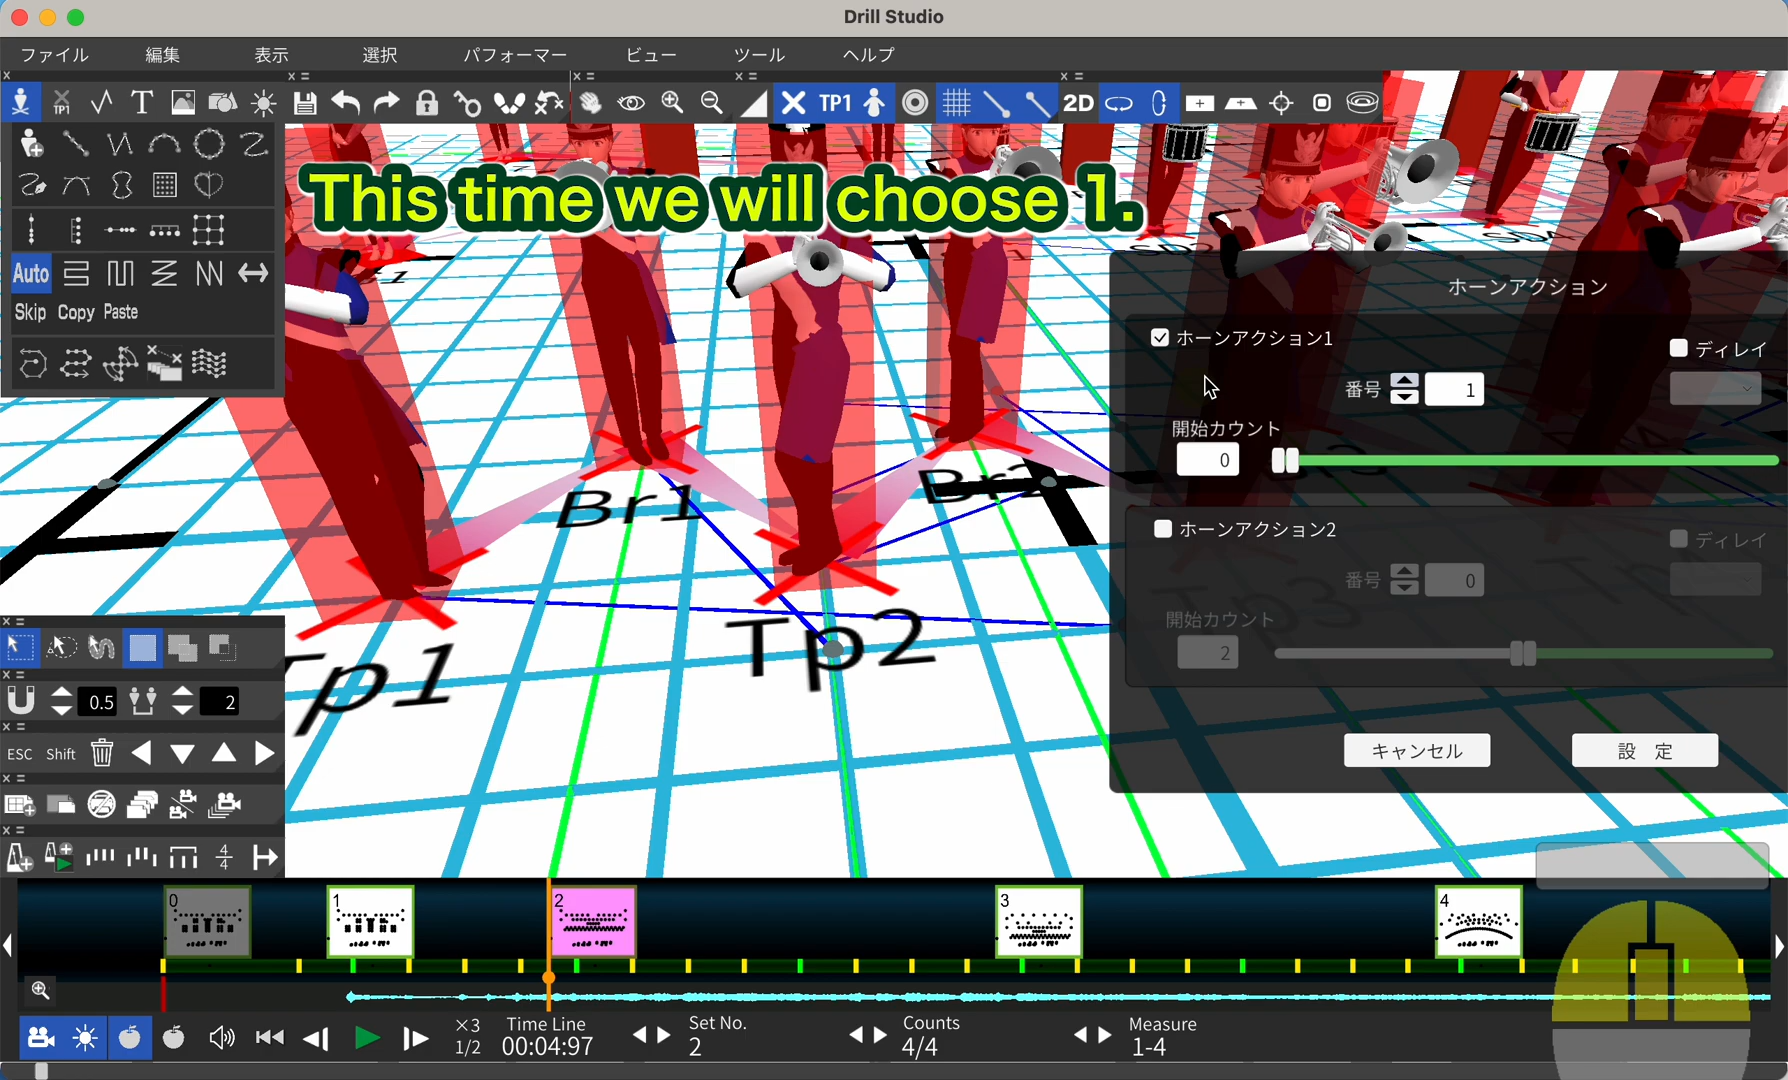 Drill Studio
ファイル 編集 表示 選択 パフォーマー ビュー ツール ヘルプ
TP1 TP1 2D
This time we will choose 1.
Auto
Skip Copy Paste
ホーンアクション
ホーンアクション1
ディレイ
番号 1
開始カウント
0
ホーンアクション2
ディレイ
番号 0
開始カウント
2
キャンセル 設 定
Br1
Br2
Tp1
Tp2
Tp3
0.5 2
ESC Shift
4
4
0 1 2 3 4
×3 Time Line Set No. Counts Measure
1/2 00:04:97 2 4/4 1-4